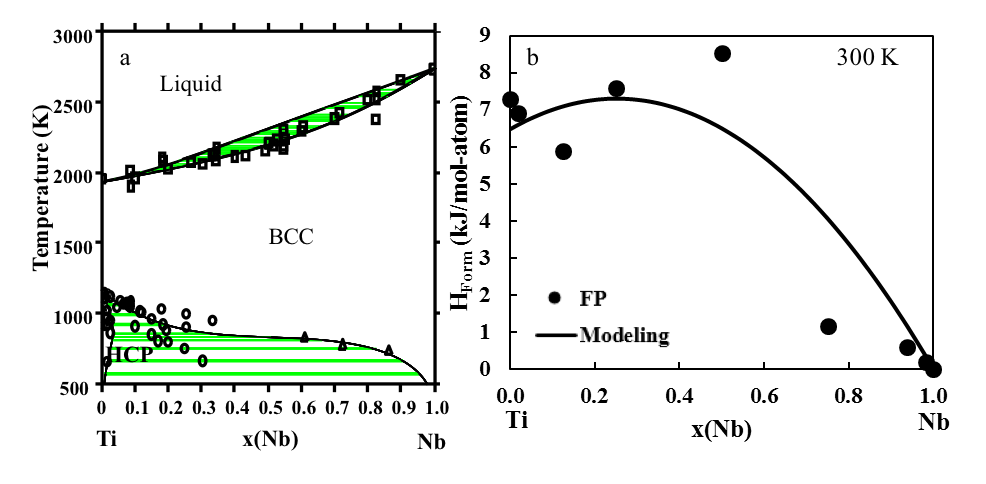 a
Temperature (K)
3000
2500
2000
1500
1000
500
Liquid
BCC
HCP
0 0.1 0.2 0.3 0.4 0.5 0.6 0.7 0.8 0.9 1.0
Ti x(Nb) Nb
b
300 K
H_Form (kJ/mol-atom)
9
8
7
6
5
4
3
2
1
0
FP
Modeling
0.0 0.2 0.4 0.6 0.8 1.0
Ti x(Nb) Nb